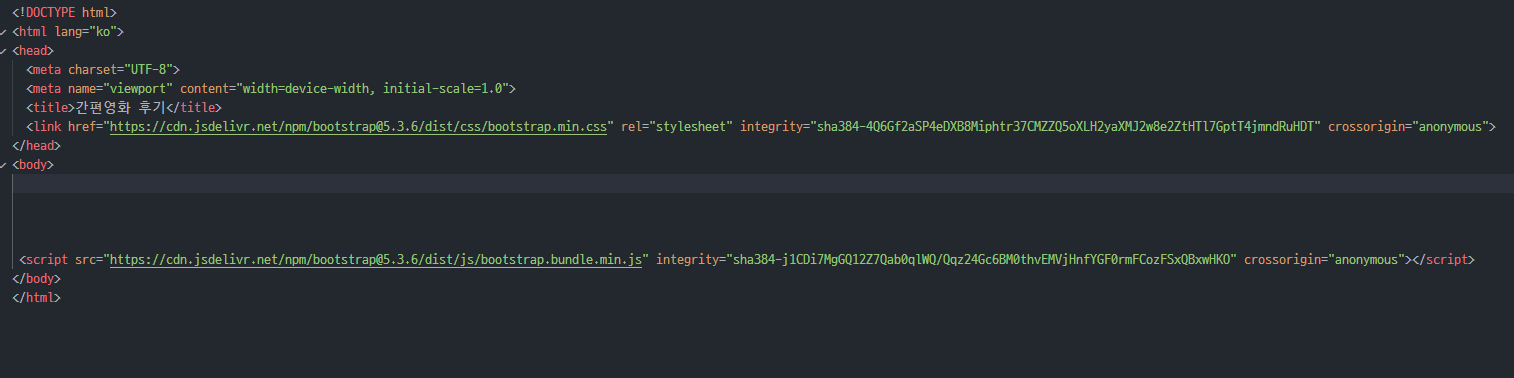 <!DOCTYPE html>
<html lang="ko">
<head>
<meta charset="UTF-8">
<meta name="viewport" content="width=device-width, initial-scale=1.0">
<title>간편영화 후기</title>
<link href="https://cdn.jsdelivr.net/npm/bootstrap@5.3.6/dist/css/bootstrap.min.css" rel="stylesheet" integrity="sha384-4Q6Gf2aSP4eDXB8Miphtr37CMZZQ5oXLH2yaXMJ2w8e2ZtHTl7GptT4jmndRuHDT" crossorigin="anonymous">
</head>
<body>
<script src="https://cdn.jsdelivr.net/npm/bootstrap@5.3.6/dist/js/bootstrap.bundle.min.js" integrity="sha384-j1CDi7MgGQ12Z7Qab0qlWQ/Qqz24Gc6BM0thvEMVjHnfYGF0rmFCozFSxQBxwHKO" crossorigin="anonymous"></script>
</body>
</html>